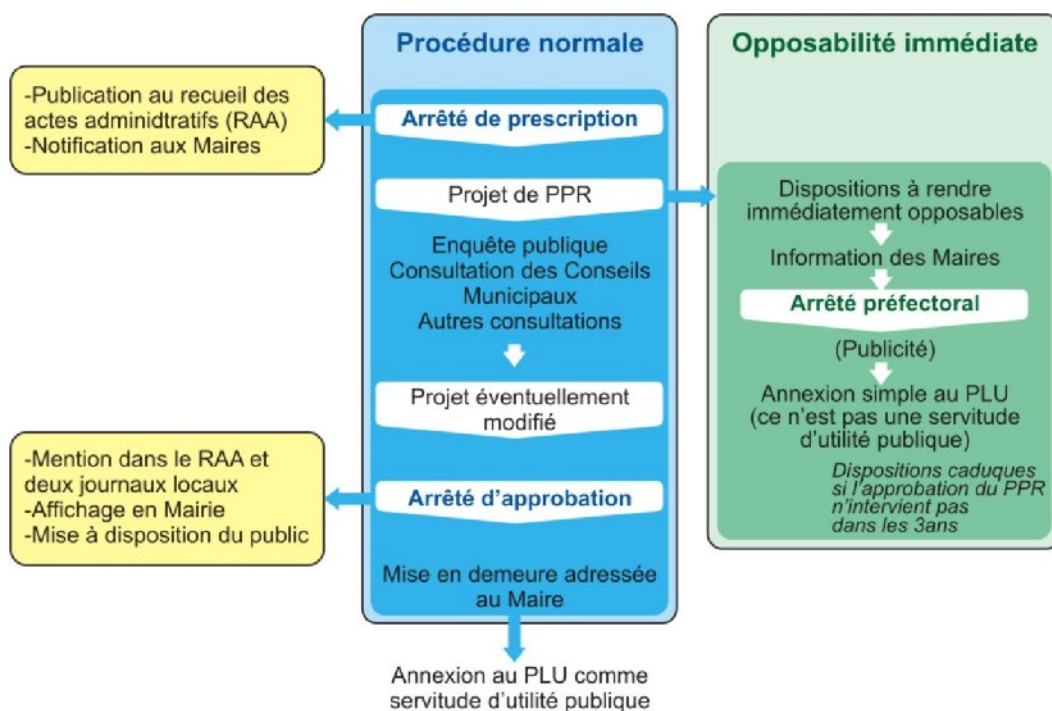 Procédure normale
Arrêté de prescription
-Publication au recueil des
actes adminidtratifs (RAA)
-Notification aux Maires
Projet de PPR
Enquête publique
Consultation des Conseils
Municipaux
Autres consultations
Projet éventuellement
modifié
Arrêté d'approbation
-Mention dans le RAA et
deux journaux locaux
-Affichage en Mairie
-Mise à disposition du public
Mise en demeure adressée
au Maire
Annexion au PLU comme
servitude d'utilité publique
Opposabilité immédiate
Dispositions à rendre
immédiatement opposables
Information des Maires
Arrêté préfectoral
(Publicité)
Annexion simple au PLU
(ce n'est pas une servitude
d'utilité publique)
Dispositions caduques
si l'approbation du PPR
n'intervient pas
dans les 3ans